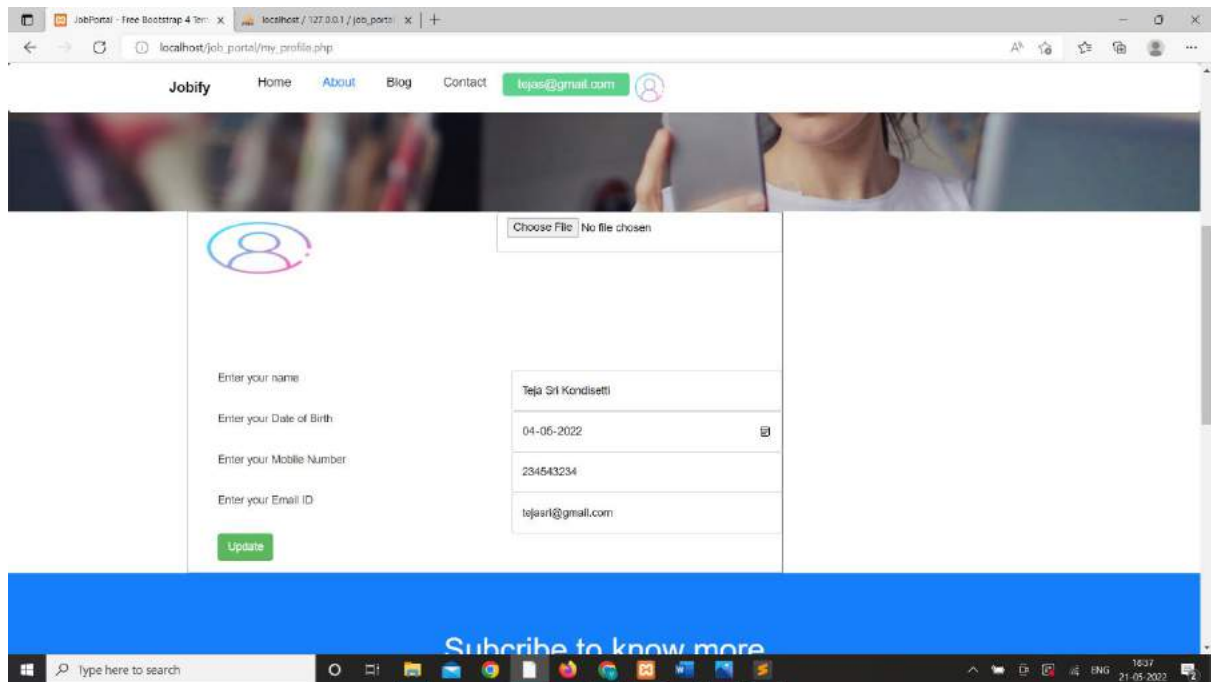 JobPortal - Free Bootstrap 4 Tem
localhost / 127.0.0.1 / job_portal
localhost/job_portal/my_profile.php
Jobify Home About Blog Contact tejas@gmail.com
Choose File No file chosen
Enter your name Teja Sri Kondisetti
Enter your Date of Birth 04-05-2022
Enter your Mobile Number 234543234
Enter your Email ID tejasri@gmail.com
Update
Subcribe to know more
Type here to search
ENG
16:37
21-05-2022